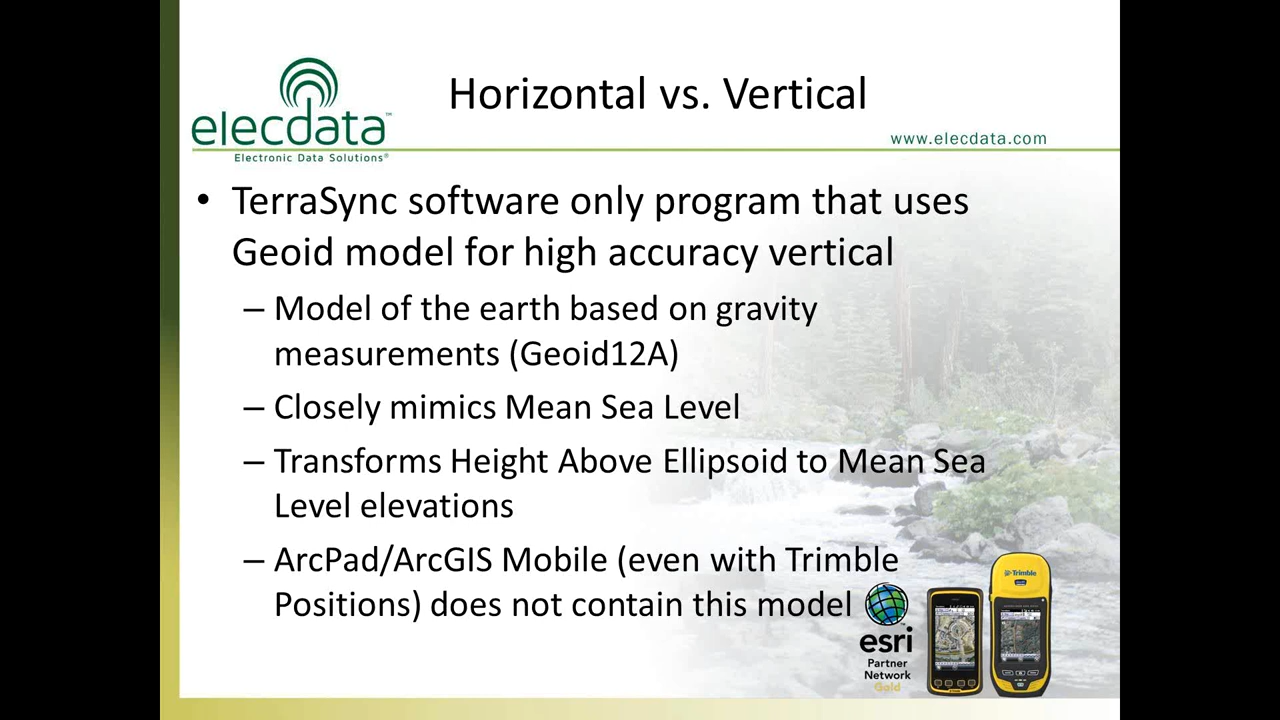 Horizontal vs. Vertical
elecdata™
Electronic Data Solutions®
www.elecdata.com
• TerraSync software only program that uses
Geoid model for high accuracy vertical
– Model of the earth based on gravity
measurements (Geoid12A)
– Closely mimics Mean Sea Level
– Transforms Height Above Ellipsoid to Mean Sea
Level elevations
– ArcPad/ArcGIS Mobile (even with Trimble
Positions) does not contain this model
Trimble
esri
Partner
Network
Gold